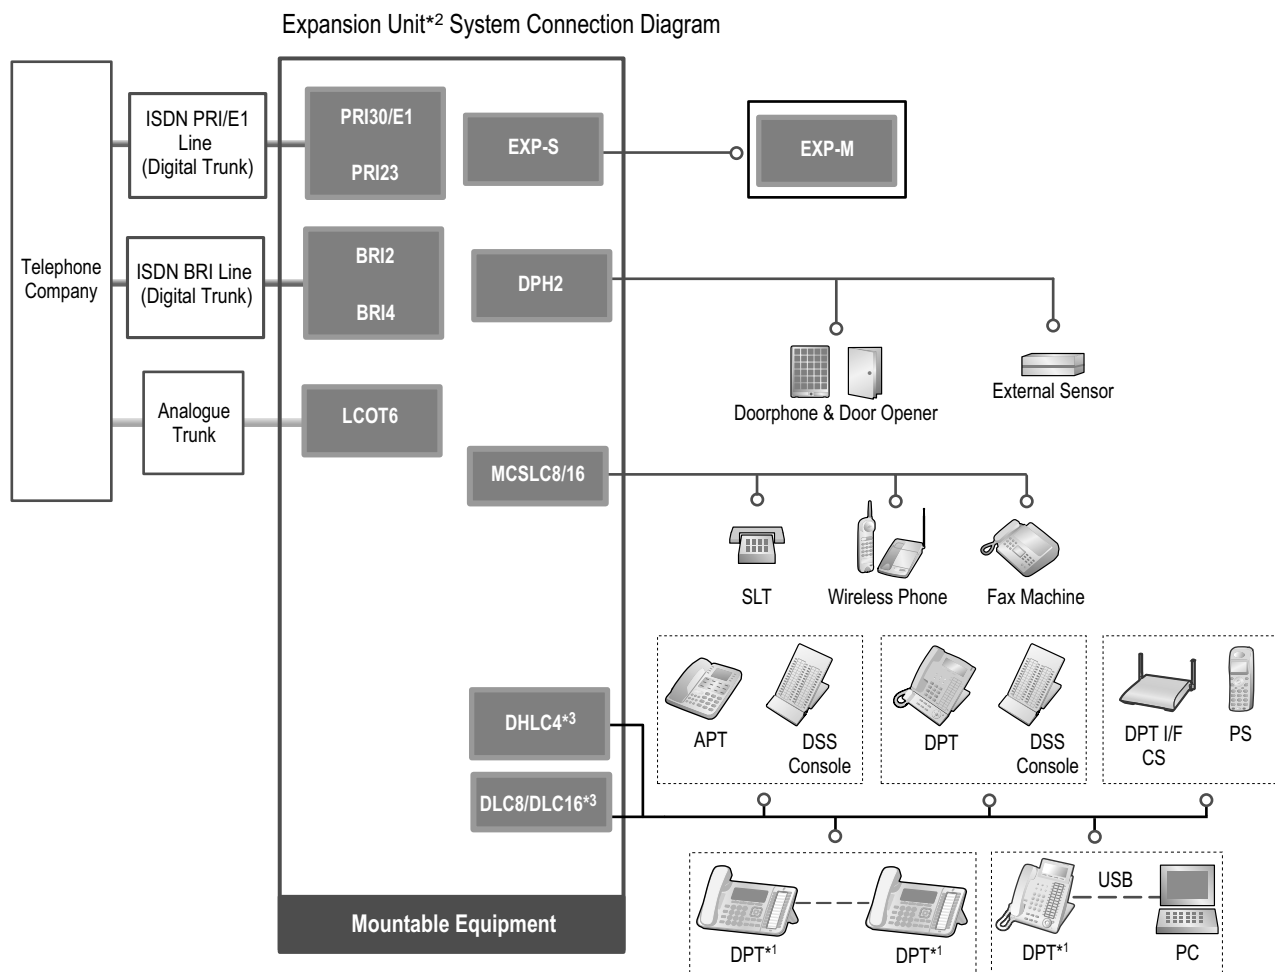 Expansion Unit*2 System Connection Diagram
Telephone
Company
ISDN PRI/E1
Line
(Digital Trunk)
ISDN BRI Line
(Digital Trunk)
Analogue
Trunk
PRI30/E1
PRI23
BRI2
BRI4
LCOT6
EXP-S
EXP-M
DPH2
Doorphone & Door Opener
External Sensor
MCSLC8/16
SLT
Wireless Phone
Fax Machine
DHLC4*3
DLC8/DLC16*3
APT
DSS
Console
DPT
DSS
Console
DPT I/F
CS
PS
DPT*1
DPT*1
DPT*1
USB
PC
Mountable Equipment